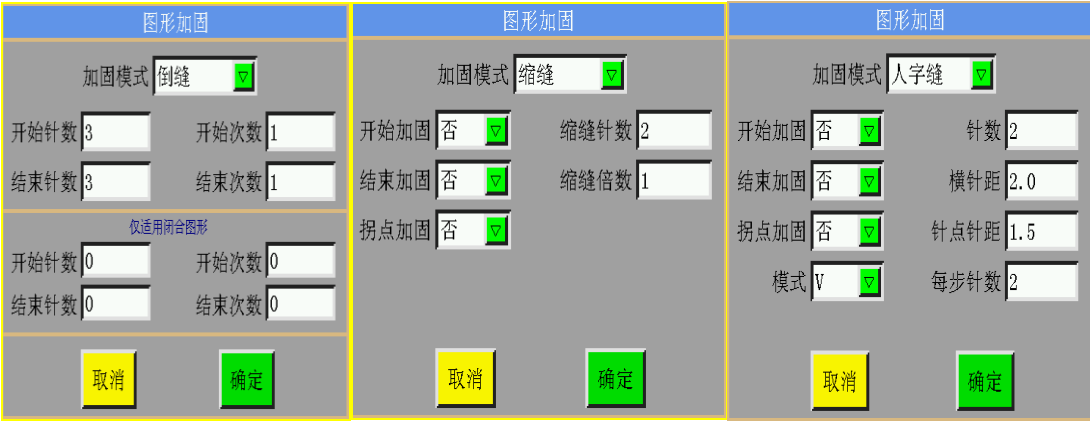 图形加固
加固模式 倒缝
开始针数 3 开始次数 1
结束针数 3 结束次数 1
仅适用闭合图形
开始针数 0 开始次数 0
结束针数 0 结束次数 0
取消 确定
图形加固
加固模式 缩缝
开始加固 否 缩缝针数 2
结束加固 否 缩缝倍数 1
拐点加固 否
取消 确定
图形加固
加固模式 人字缝
开始加固 否 针数 2
结束加固 否 横针距 2.0
拐点加固 否 针点针距 1.5
模式 V 每步针数 2
取消 确定